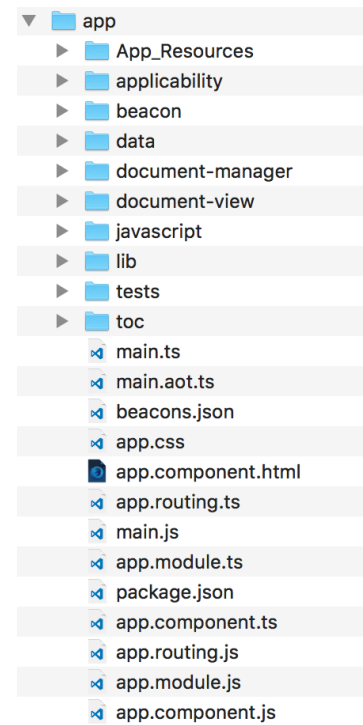 app
App_Resources
applicability
beacon
data
document-manager
document-view
javascript
lib
tests
toc
main.ts
main.aot.ts
beacons.json
app.css
app.component.html
app.routing.ts
main.js
app.module.ts
package.json
app.component.ts
app.routing.js
app.module.js
app.component.js